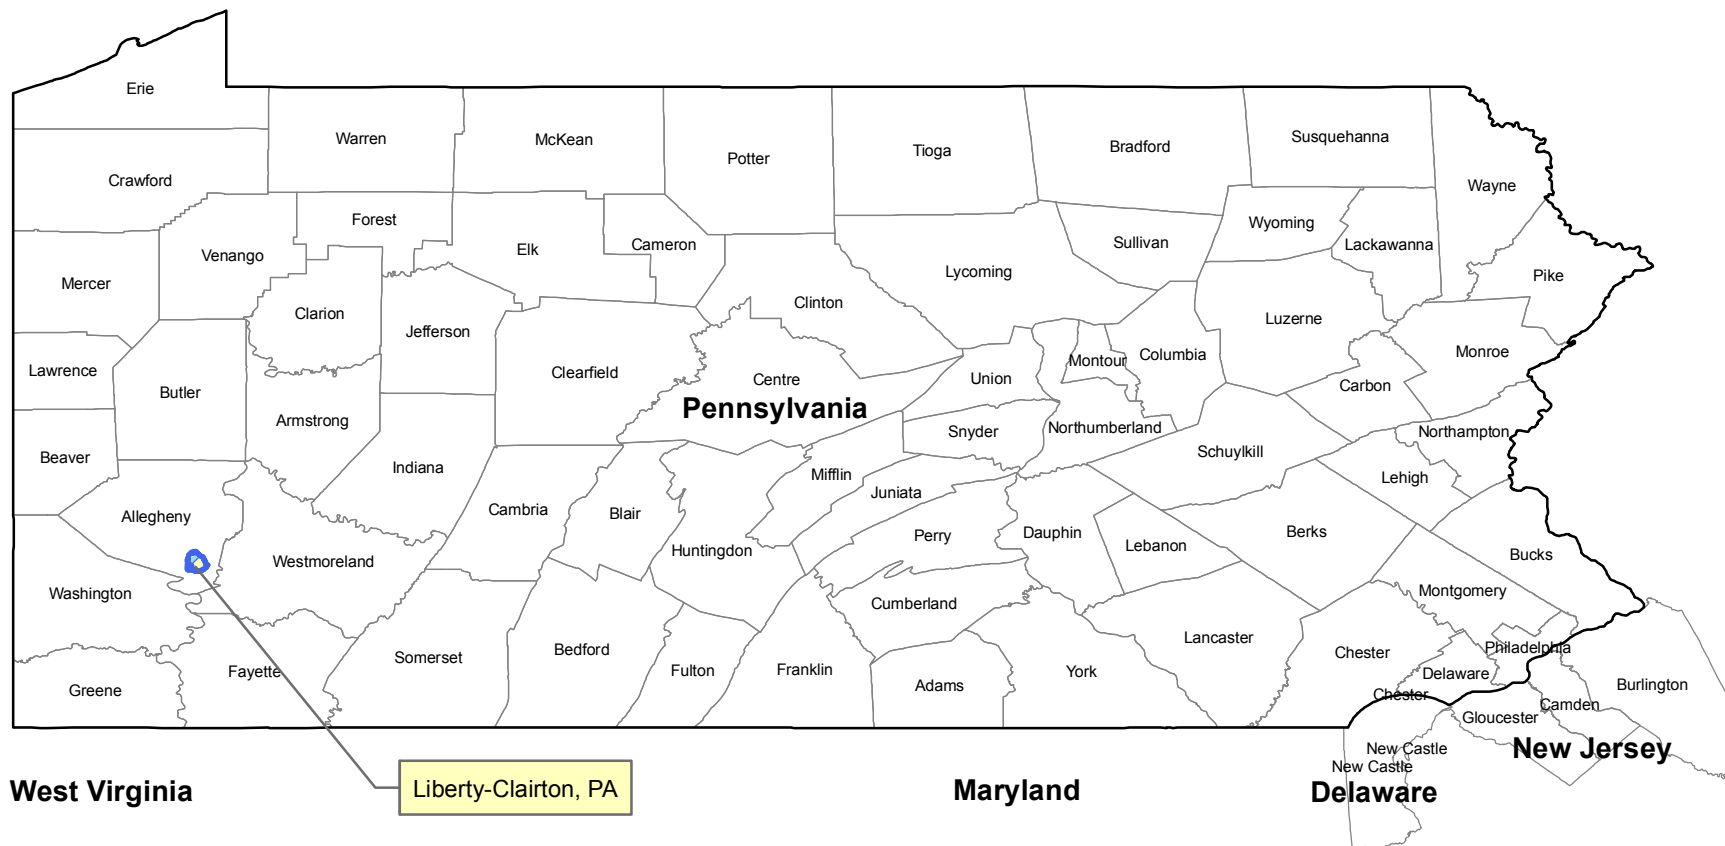 Erie
Warren
McKean
Potter
Tioga
Bradford
Susquehanna
Wayne
Crawford
Forest
Venango
Elk
Cameron
Sullivan
Wyoming
Lackawanna
Mercer
Clarion
Jefferson
Clinton
Lycoming
Luzerne
Pike
Lawrence
Butler
Clearfield
Centre
Union
Montour
Columbia
Monroe
Carbon
Pennsylvania
Armstrong
Snyder
Northumberland
Northampton
Beaver
Indiana
Mifflin
Schuylkill
Lehigh
Allegheny
Cambria
Blair
Juniata
Huntingdon
Perry
Dauphin
Lebanon
Berks
Bucks
Westmoreland
Washington
Cumberland
Montgomery
Lancaster
Greene
Fayette
Somerset
Bedford
Fulton
Franklin
Adams
York
Chester
Philadelphia
Delaware
Chester
Burlington
Camden
Gloucester
New Castle
New Castle
New Jersey
West Virginia
Liberty-Clairton, PA
Maryland
Delaware